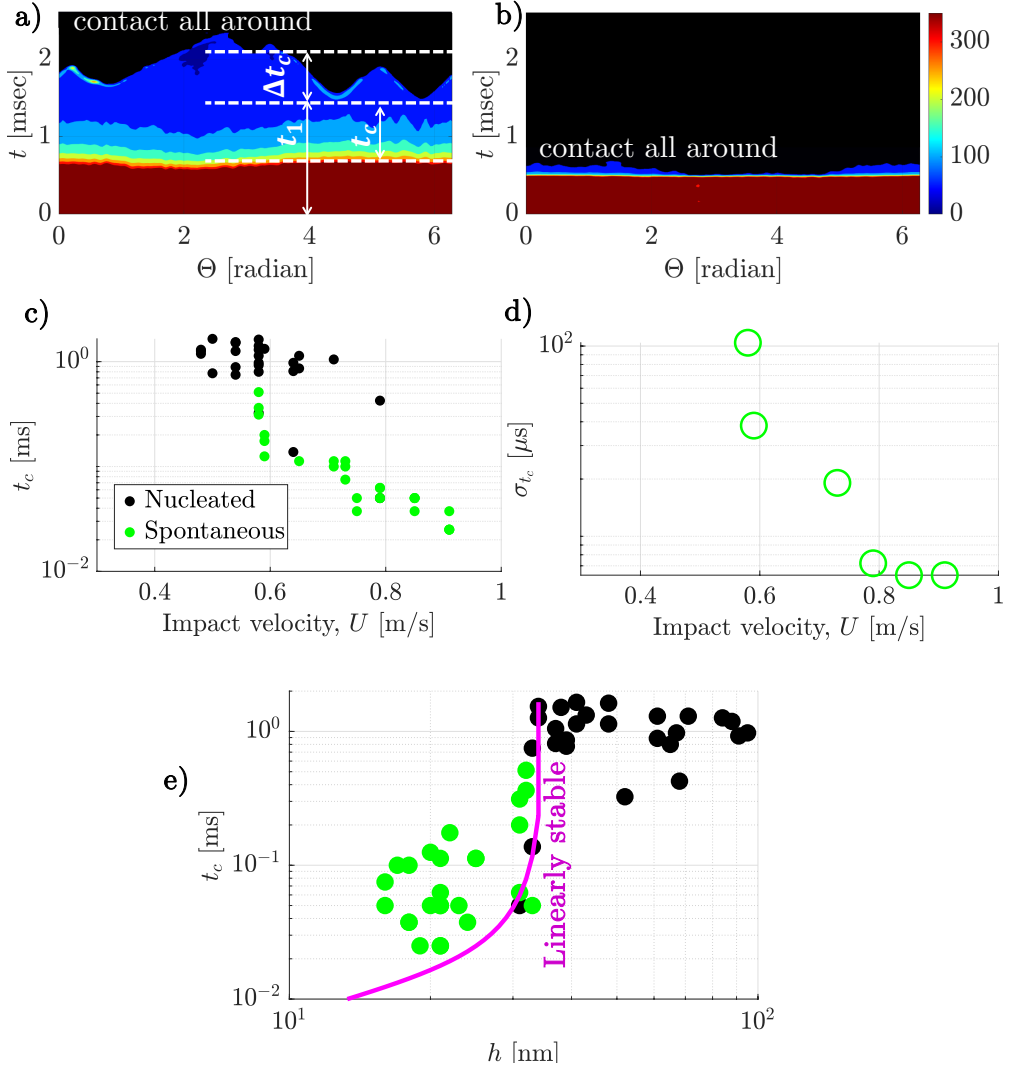 a)
contact all around
2
1
0
t [msec]
Δt_c
t_1
t_c
0
2
4
6
Θ [radian]
b)
2
1
0
t [msec]
contact all around
0
2
4
6
Θ [radian]
300
200
100
0
c)
10^0
10^-2
t_c [ms]
Nucleated
Spontaneous
0.4
0.6
0.8
1
Impact velocity, U [m/s]
d)
10^2
σ_{t_c} [μs]
0.4
0.6
0.8
1
Impact velocity, U [m/s]
e)
10^0
10^-1
10^-2
t_c [ms]
Linearly stable
10^1
10^2
h [nm]